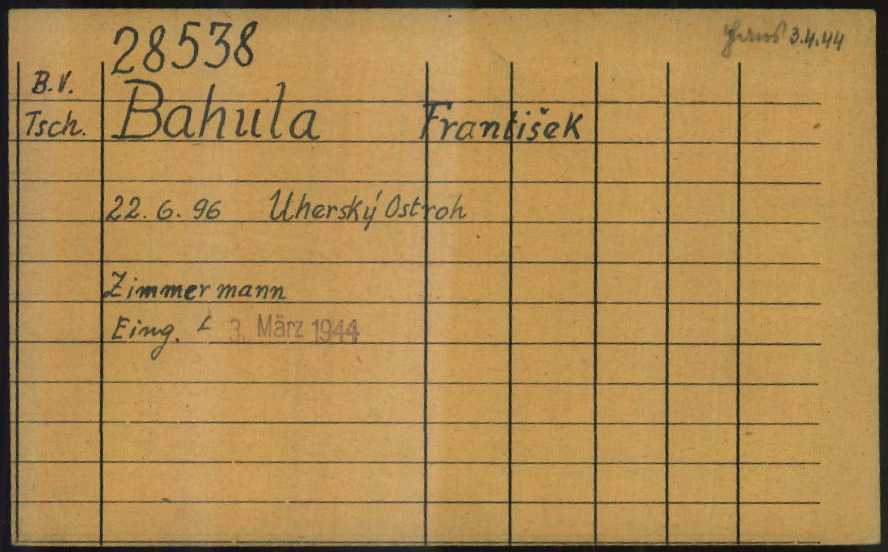 28538
3.4.44
B.V.
Tsch. Bahula František
22. 6. 96 Uherský Ostroh
Zimmermann
Eing. 3. März 1944